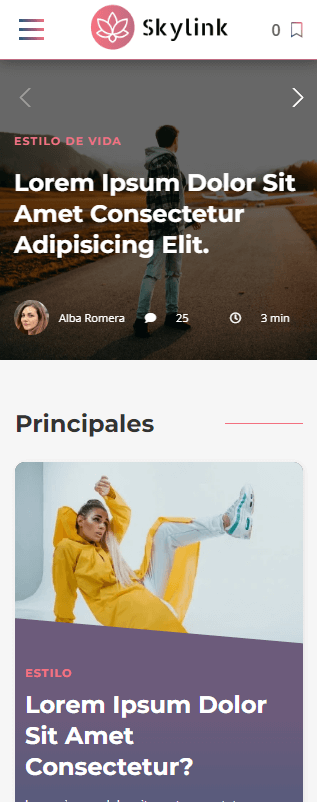 Skylink
0
ESTILO DE VIDA
Lorem Ipsum Dolor Sit
Amet Consectetur
Adipisicing Elit.
Alba Romera 25 3 min
Principales
ESTILO
Lorem Ipsum Dolor
Sit Amet
Consectetur?